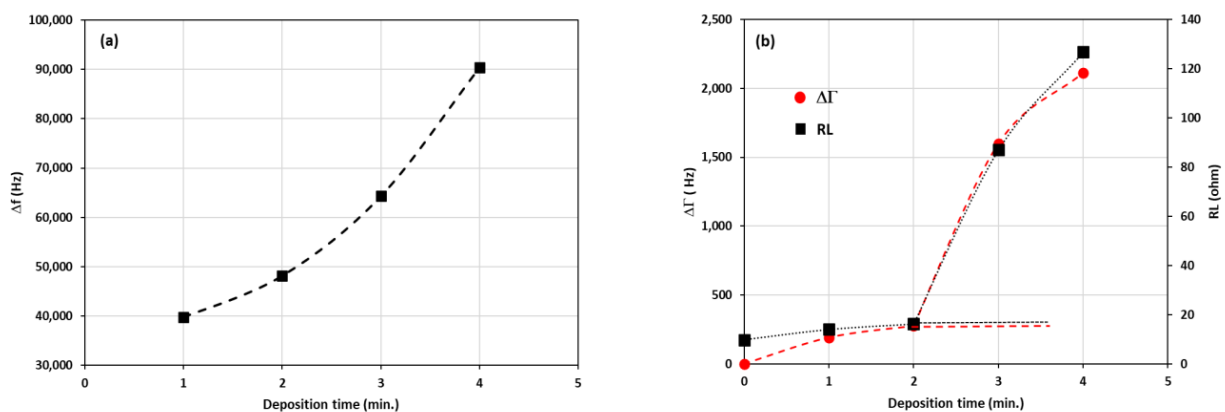 (a)
100,000
90,000
80,000
70,000
60,000
50,000
40,000
30,000
Δf (Hz)
0 1 2 3 4 5
Deposition time (min.)
(b)
2,500
2,000
1,500
1,000
500
0
ΔΓ ( Hz)
ΔΓ
RL
140
120
100
80
60
40
20
0
RL (ohm)
0 1 2 3 4 5
Deposition time (min.)